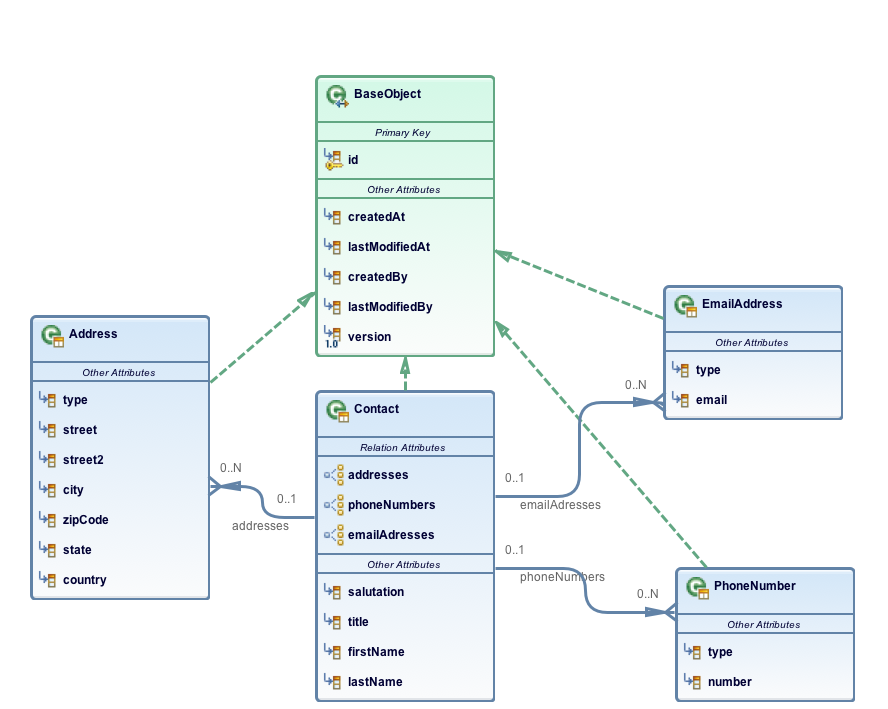 BaseObject
Primary Key
id
Other Attributes
createdAt
lastModifiedAt
createdBy
lastModifiedBy
1.0
version
Address
Other Attributes
type
street
street2
city
zipCode
state
country
0..N
0..1
addresses
Contact
Relation Attributes
addresses
phoneNumbers
emailAdresses
Other Attributes
salutation
title
firstName
lastName
0..1
emailAdresses
0..N
0..1
phoneNumbers
0..N
EmailAddress
Other Attributes
type
email
PhoneNumber
Other Attributes
type
number